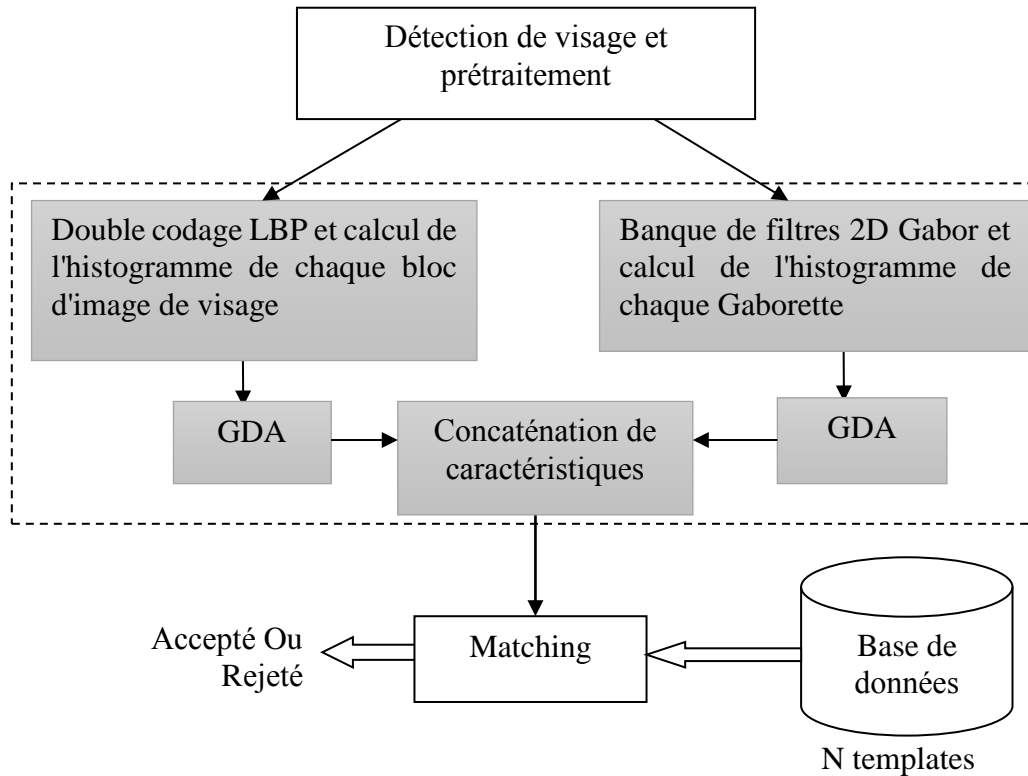 Détection de visage et
prétraitement
Double codage LBP et calcul de
l'histogramme de chaque bloc
d'image de visage
Banque de filtres 2D Gabor et
calcul de l'histogramme de
chaque Gaborette
GDA
Concaténation de
caractéristiques
GDA
Accepté Ou
Rejeté
Matching
Base de
données
N templates